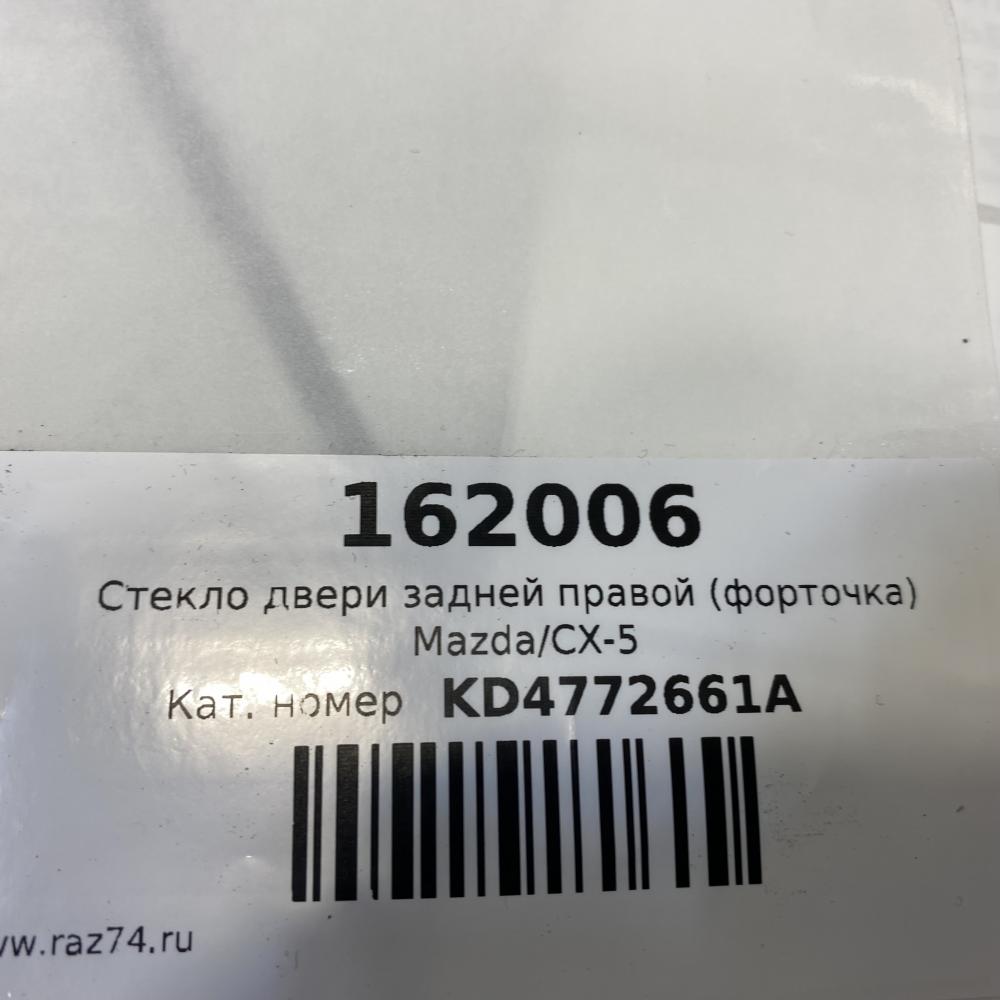 162006
Стекло двери задней правой (форточка)
Mazda/CX-5
Кат. номер KD4772661A
w.raz74.ru